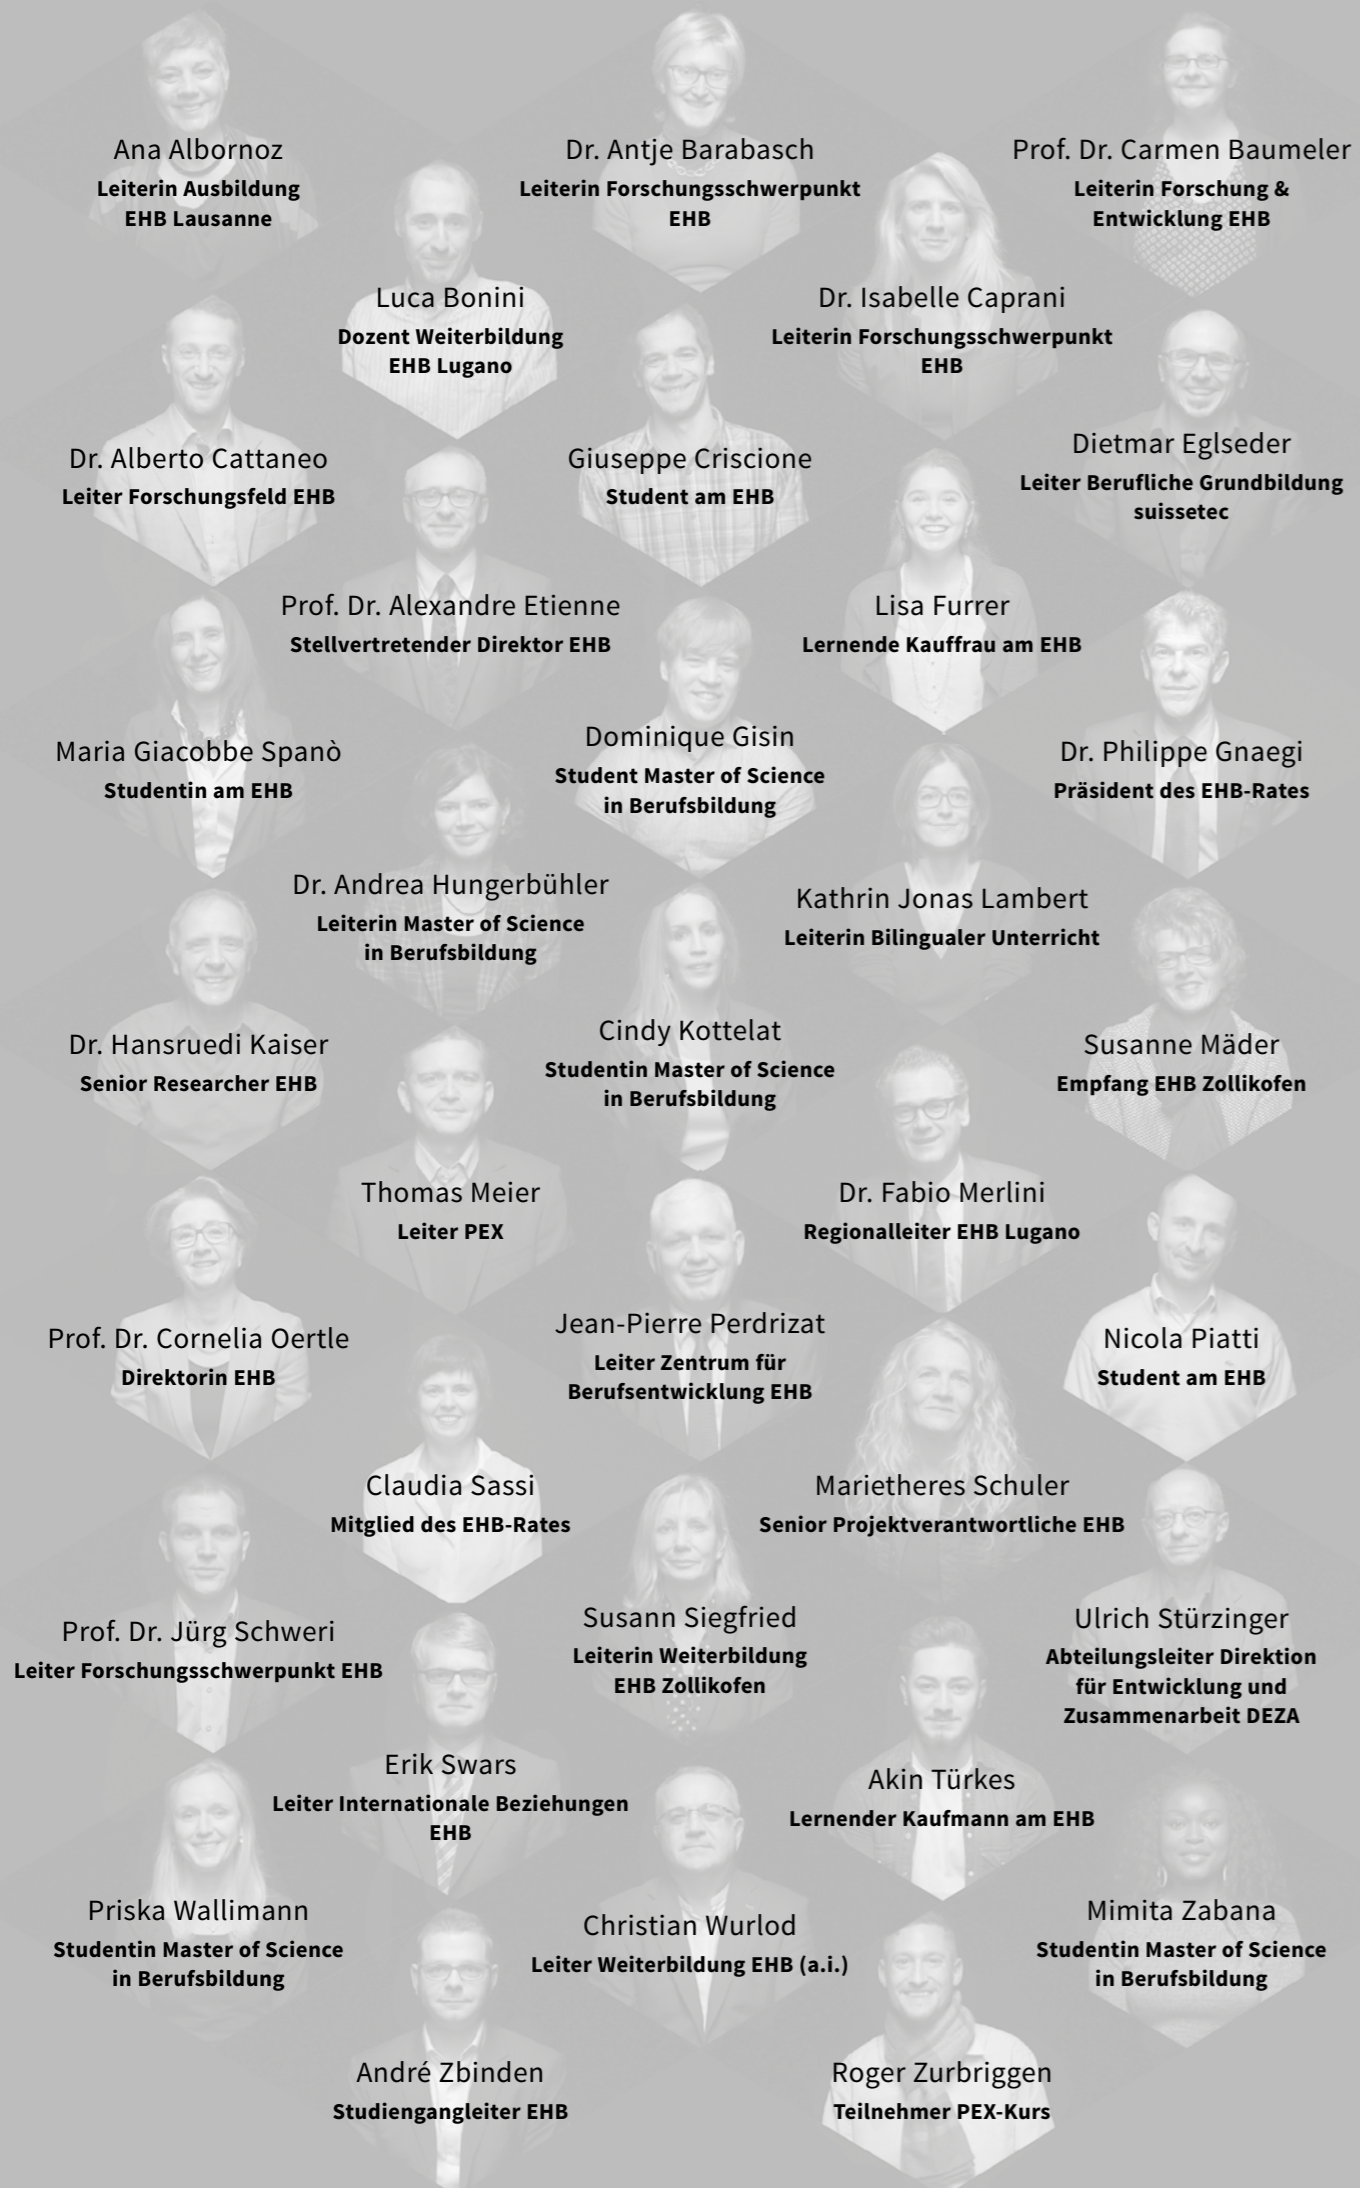 Ana Albornoz
Leiterin Ausbildung
EHB Lausanne
Dr. Antje Barabasch
Leiterin Forschungsschwerpunkt
EHB
Prof. Dr. Carmen Baumeler
Leiterin Forschung &
Entwicklung EHB
Luca Bonini
Dozent Weiterbildung
EHB Lugano
Dr. Isabelle Caprani
Leiterin Forschungsschwerpunkt
EHB
Dr. Alberto Cattaneo
Leiter Forschungsfeld EHB
Giuseppe Criscione
Student am EHB
Dietmar Eglseder
Leiter Berufliche Grundbildung
suissetec
Prof. Dr. Alexandre Etienne
Stellvertretender Direktor EHB
Lisa Furrer
Lernende Kauffrau am EHB
Maria Giacobbe Spanò
Studentin am EHB
Dominique Gisin
Student Master of Science
in Berufsbildung
Dr. Philippe Gnaegi
Präsident des EHB-Rates
Dr. Andrea Hungerbühler
Leiterin Master of Science
in Berufsbildung
Kathrin Jonas Lambert
Leiterin Bilingualer Unterricht
Dr. Hansruedi Kaiser
Senior Researcher EHB
Cindy Kottelat
Studentin Master of Science
in Berufsbildung
Susanne Mäder
Empfang EHB Zollikofen
Thomas Meier
Leiter PEX
Dr. Fabio Merlini
Regionalleiter EHB Lugano
Prof. Dr. Cornelia Oertle
Direktorin EHB
Jean-Pierre Perdrizat
Leiter Zentrum für
Berufsentwicklung EHB
Nicola Piatti
Student am EHB
Claudia Sassi
Mitglied des EHB-Rates
Marietheres Schuler
Senior Projektverantwortliche EHB
Prof. Dr. Jürg Schweri
Leiter Forschungsschwerpunkt EHB
Susann Siegfried
Leiterin Weiterbildung
EHB Zollikofen
Ulrich Stürzinger
Abteilungsleiter Direktion
für Entwicklung und
Zusammenarbeit DEZA
Erik Swars
Leiter Internationale Beziehungen
EHB
Akin Türkes
Lernender Kaufmann am EHB
Priska Wallimann
Studentin Master of Science
in Berufsbildung
Christian Wurlod
Leiter Weiterbildung EHB (a.i.)
Mimita Zabana
Studentin Master of Science
in Berufsbildung
André Zbinden
Studiengangleiter EHB
Roger Zurbriggen
Teilnehmer PEX-Kurs